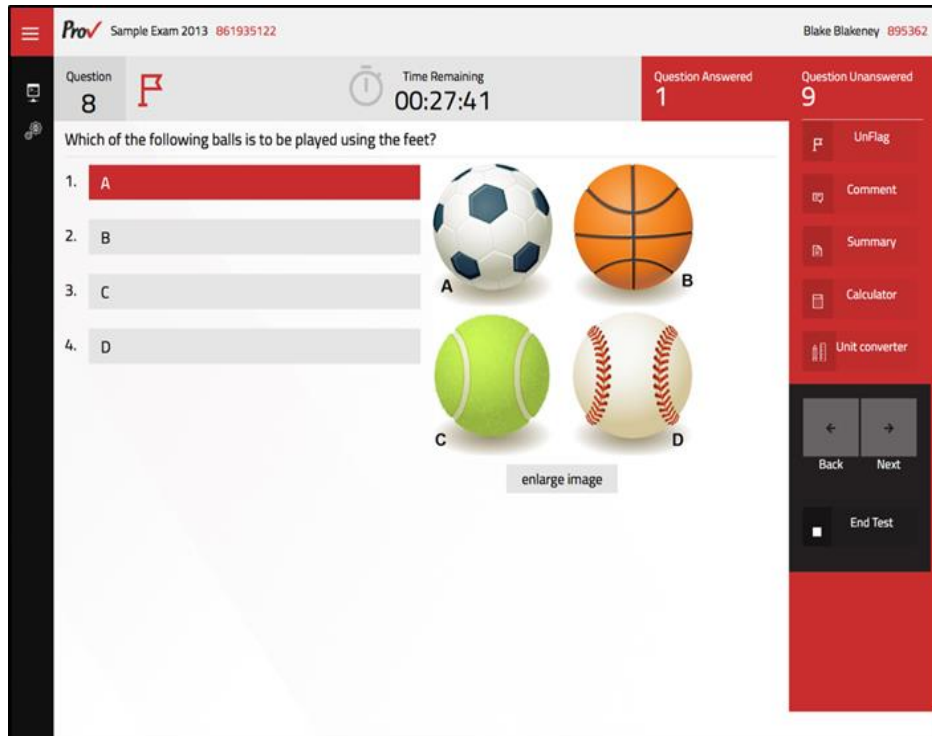 Prov Sample Exam 2013 861935122 Blake Blakeney 895362
Question
8
Time Remaining
00:27:41
Question Answered
1
Question Unanswered
9
Which of the following balls is to be played using the feet?
1. A
2. B
3. C
4. D
A
B
C
D
enlarge image
UnFlag
Comment
Summary
Calculator
Unit converter
Back Next
End Test